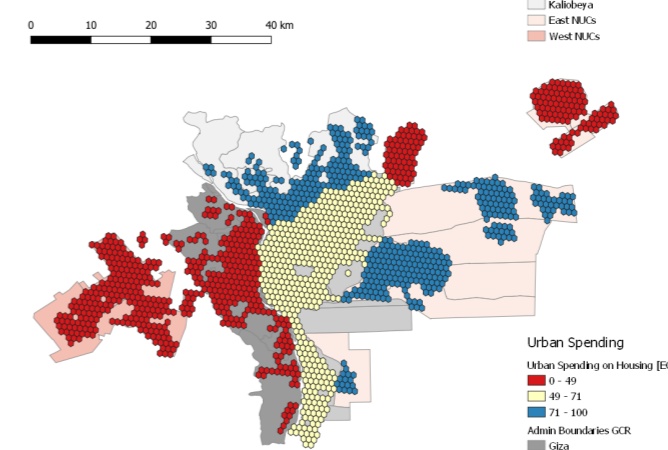 0 10 20 30 40 km
Kaliobeya
East NUCs
West NUCs
Urban Spending
Urban Spending on Housing [E
0 - 49
49 - 71
71 - 100
Admin Boundaries GCR
Giza